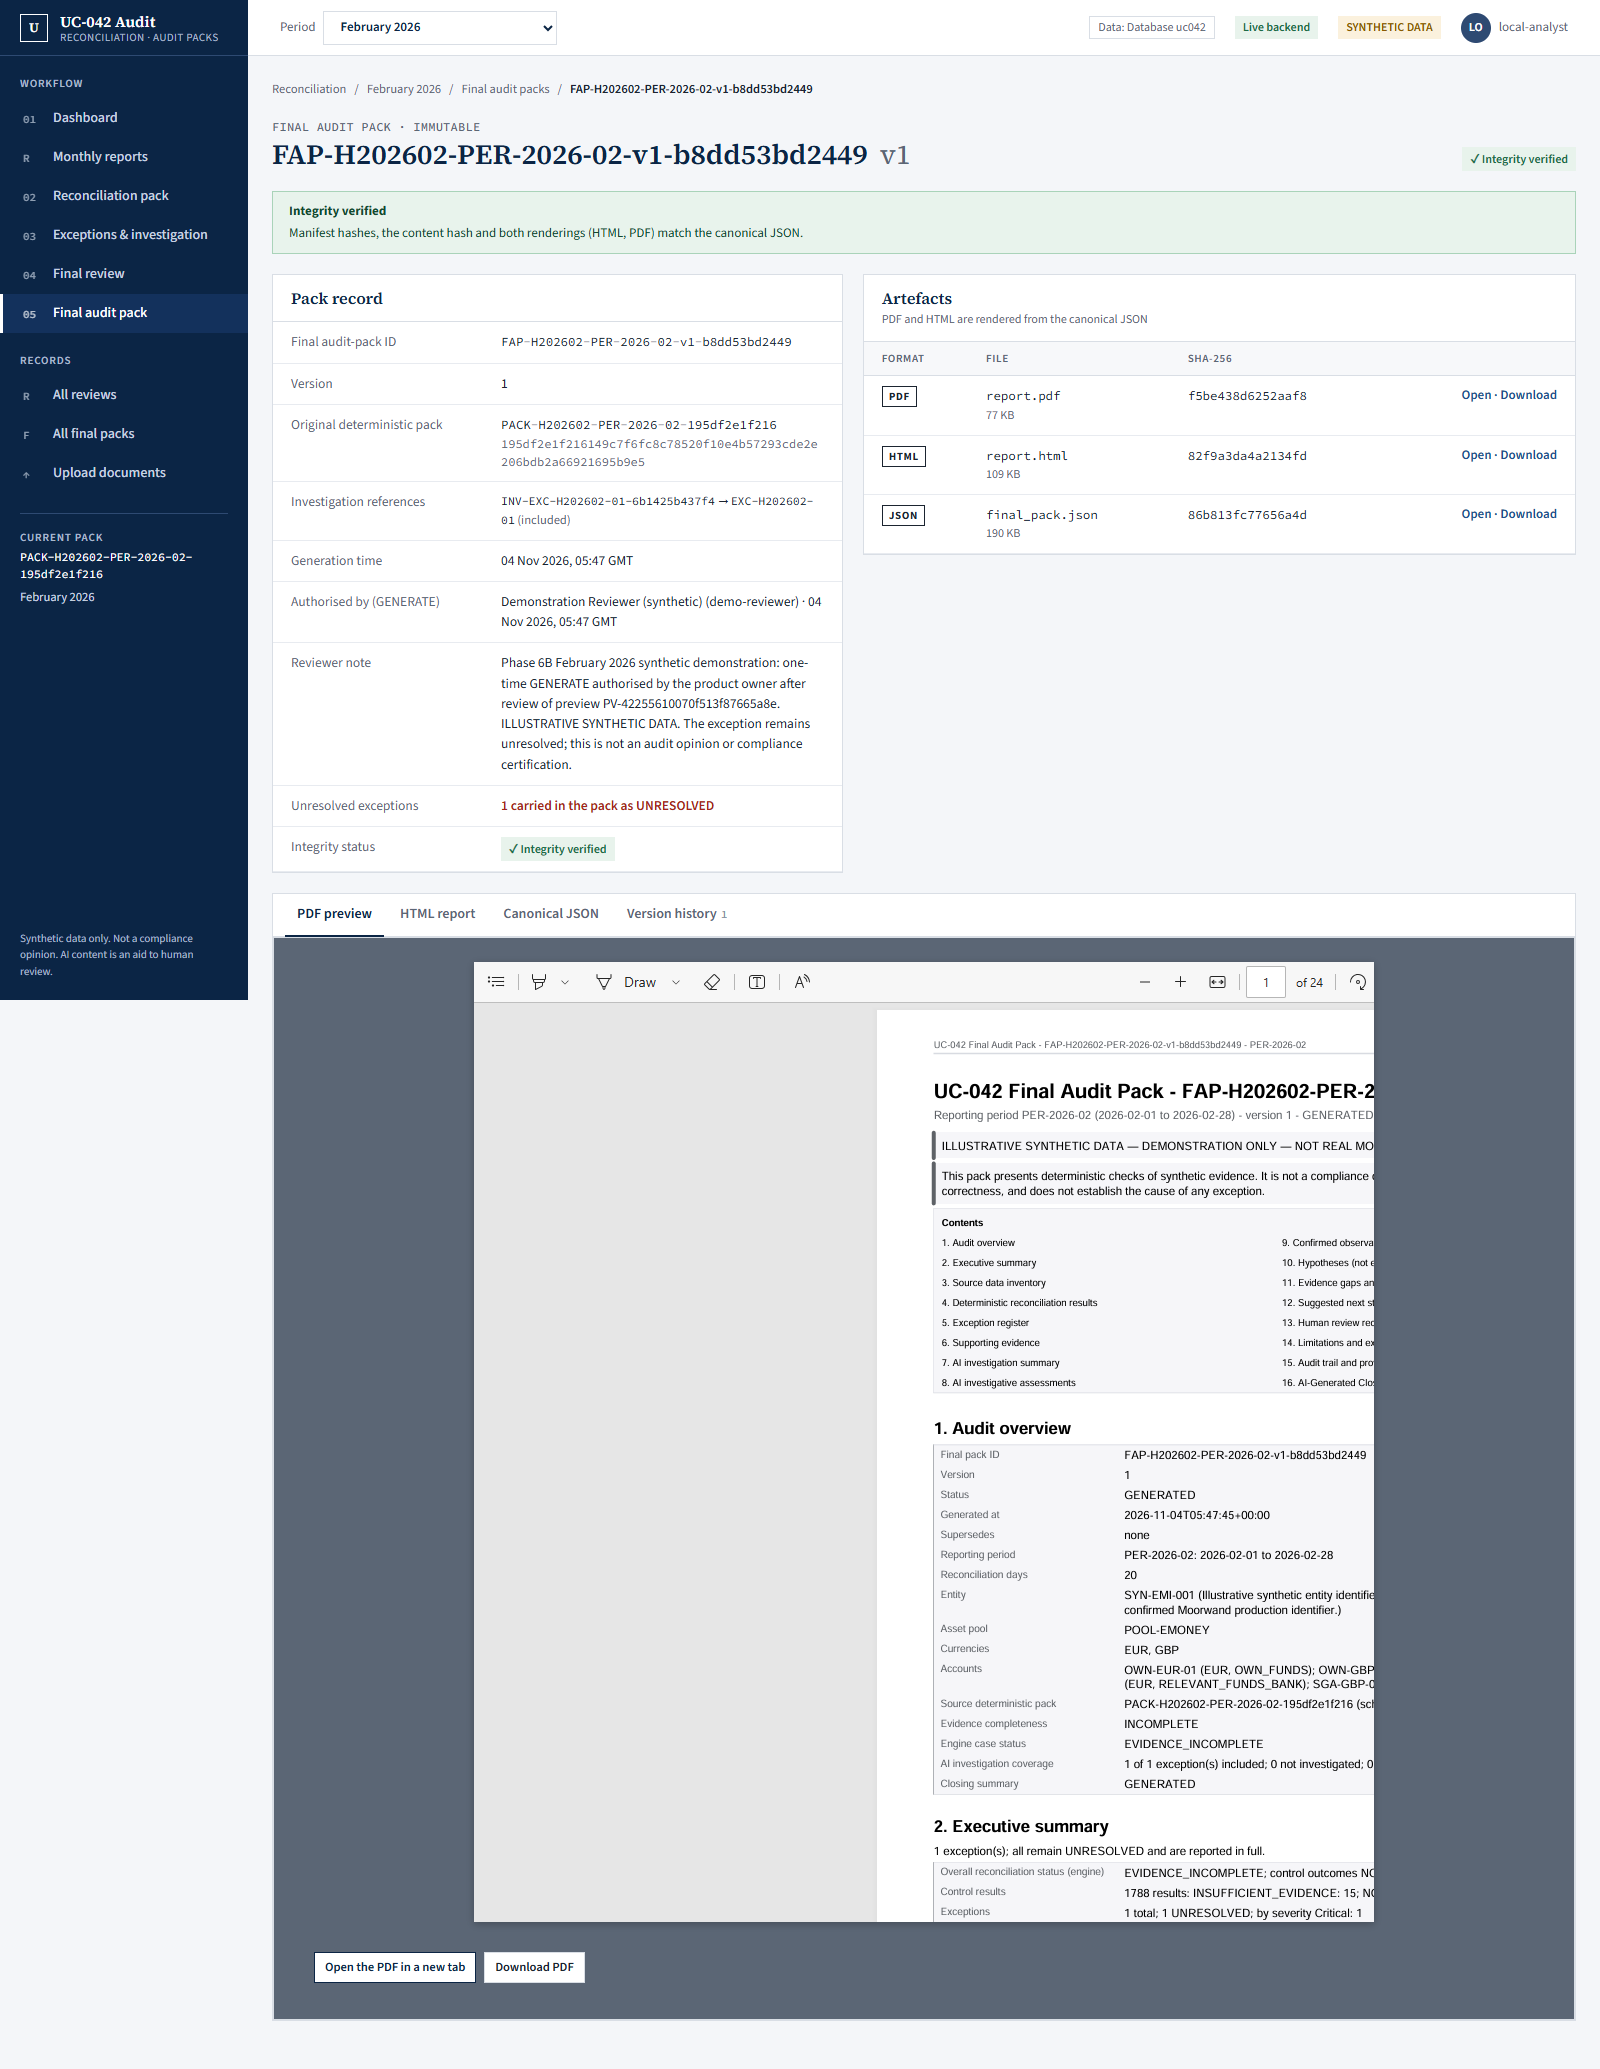 U
UC-042 Audit
RECONCILIATION · AUDIT PACKS
WORKFLOW
01 Dashboard
R Monthly reports
02 Reconciliation pack
03 Exceptions & investigation
04 Final review
05 Final audit pack
RECORDS
R All reviews
F All final packs
↑ Upload documents
CURRENT PACK
PACK-H202602-PER-2026-02-
195df2e1f216
February 2026
Synthetic data only. Not a compliance
opinion. AI content is an aid to human
review.
Period February 2026
Data: Database uc042
Live backend
SYNTHETIC DATA
LO local-analyst
Reconciliation / February 2026 / Final audit packs / FAP-H202602-PER-2026-02-v1-b8dd53bd2449
FINAL AUDIT PACK · IMMUTABLE
FAP-H202602-PER-2026-02-v1-b8dd53bd2449 v1
✓ Integrity verified
Integrity verified
Manifest hashes, the content hash and both renderings (HTML, PDF) match the canonical JSON.
Pack record
Final audit-pack ID FAP-H202602-PER-2026-02-v1-b8dd53bd2449
Version 1
Original deterministic pack PACK-H202602-PER-2026-02-195df2e1f216
195df2e1f216149c7f6fc8c78520f10e4b57293cde2e
206bdb2a66921695b9e5
Investigation references INV-EXC-H202602-01-6b1425b437f4 → EXC-H202602-
01 (included)
Generation time 04 Nov 2026, 05:47 GMT
Authorised by (GENERATE) Demonstration Reviewer (synthetic) (demo-reviewer) · 04
Nov 2026, 05:47 GMT
Reviewer note Phase 6B February 2026 synthetic demonstration: one-
time GENERATE authorised by the product owner after
review of preview PV-42255610070f513f87665a8e.
ILLUSTRATIVE SYNTHETIC DATA. The exception remains
unresolved; this is not an audit opinion or compliance
certification.
Unresolved exceptions 1 carried in the pack as UNRESOLVED
Integrity status ✓ Integrity verified
Artefacts
PDF and HTML are rendered from the canonical JSON
FORMAT FILE SHA-256
PDF report.pdf f5be438d6252aaf8 Open · Download
77 KB
HTML report.html 82f9a3da4a2134fd Open · Download
109 KB
JSON final_pack.json 86b813fc77656a4d Open · Download
190 KB
PDF preview HTML report Canonical JSON Version history 1
Draw 1 of 24
UC-042 Final Audit Pack - FAP-H202602-PER-2026-02-v1-b8dd53bd2449 - PER-2026-02
UC-042 Final Audit Pack - FAP-H202602-PER-2
Reporting period PER-2026-02 (2026-02-01 to 2026-02-28) - version 1 - GENERATED
ILLUSTRATIVE SYNTHETIC DATA — DEMONSTRATION ONLY — NOT REAL MO
This pack presents deterministic checks of synthetic evidence. It is not a compliance
correctness, and does not establish the cause of any exception.
Contents
1. Audit overview 9. Confirmed observa
2. Executive summary 10. Hypotheses (not e
3. Source data inventory 11. Evidence gaps an
4. Deterministic reconciliation results 12. Suggested next st
5. Exception register 13. Human review rec
6. Supporting evidence 14. Limitations and ex
7. AI investigation summary 15. Audit trail and pro
8. AI investigative assessments 16. AI-Generated Clos
1. Audit overview
Final pack ID FAP-H202602-PER-2026-02-v1-b8dd53bd2449
Version 1
Status GENERATED
Generated at 2026-11-04T05:47:45+00:00
Supersedes none
Reporting period PER-2026-02: 2026-02-01 to 2026-02-28
Reconciliation days 20
Entity SYN-EMI-001 (Illustrative synthetic entity identifie
confirmed Moorwand production identifier.)
Asset pool POOL-EMONEY
Currencies EUR, GBP
Accounts OWN-EUR-01 (EUR, OWN_FUNDS); OWN-GBP
(EUR, RELEVANT_FUNDS_BANK); SGA-GBP-0
Source deterministic pack PACK-H202602-PER-2026-02-195df2e1f216 (sch
Evidence completeness INCOMPLETE
Engine case status EVIDENCE_INCOMPLETE
AI investigation coverage 1 of 1 exception(s) included; 0 not investigated; 0
Closing summary GENERATED
2. Executive summary
1 exception(s); all remain UNRESOLVED and are reported in full.
Overall reconciliation status (engine) EVIDENCE_INCOMPLETE; control outcomes NO
Control results 1788 results: INSUFFICIENT_EVIDENCE: 15; NO
Exceptions 1 total; 1 UNRESOLVED; by severity Critical: 1
Open the PDF in a new tab Download PDF